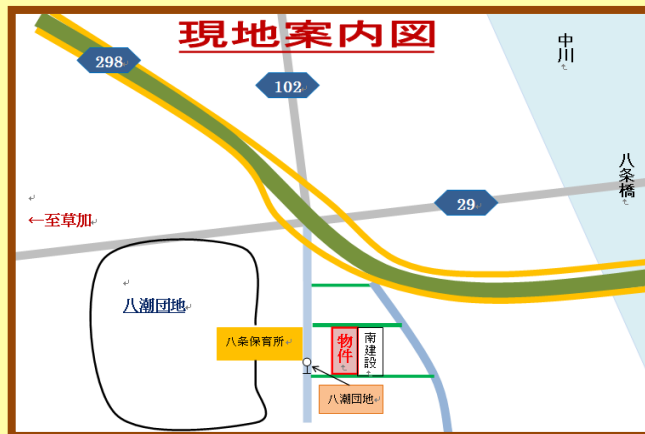 現地案内図
298
102
中川
八条橋
29
←至草加
八潮団地
八条保育所
物件
南建設
八潮団地